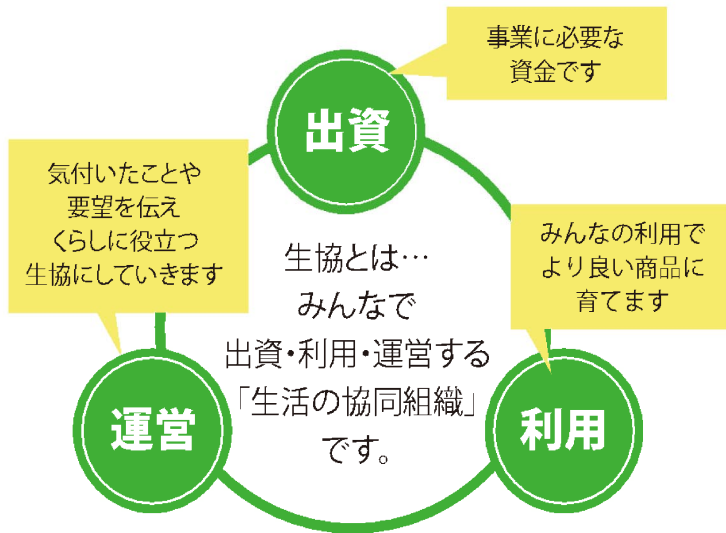 事業に必要な
資金です
出資
気付いたことや
要望を伝え
くらしに役立つ
生協にしていきます
みんなの利用で
より良い商品に
育てます
生協とは…
みんなで
出資・利用・運営する
「生活の協同組織」
です。
運営
利用